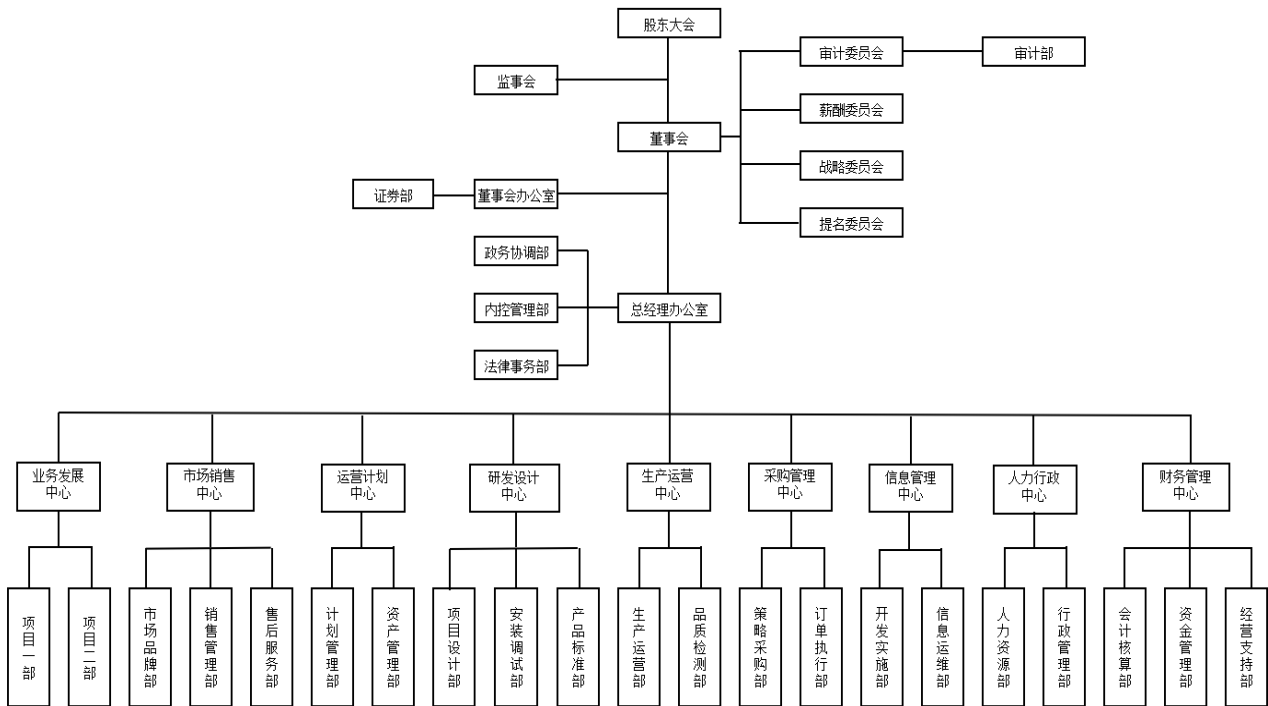 股东大会
审计委员会
审计部
监事会
薪酬委员会
董事会
战略委员会
证券部
董事会办公室
提名委员会
政务协调部
内控管理部
总经理办公室
法律事务部
业务发展
中心
市场销售
中心
运营计划
中心
研发设计
中心
生产运营
中心
采购管理
中心
信息管理
中心
人力行政
中心
财务管理
中心
项目一部
项目二部
市场品牌部
销售管理部
售后服务部
计划管理部
资产管理部
项目设计部
安装调试部
产品标准部
生产运营部
品质检测部
策略采购部
订单执行部
开发实施部
信息运维部
人力资源部
行政管理部
会计核算部
资金管理部
经营支持部